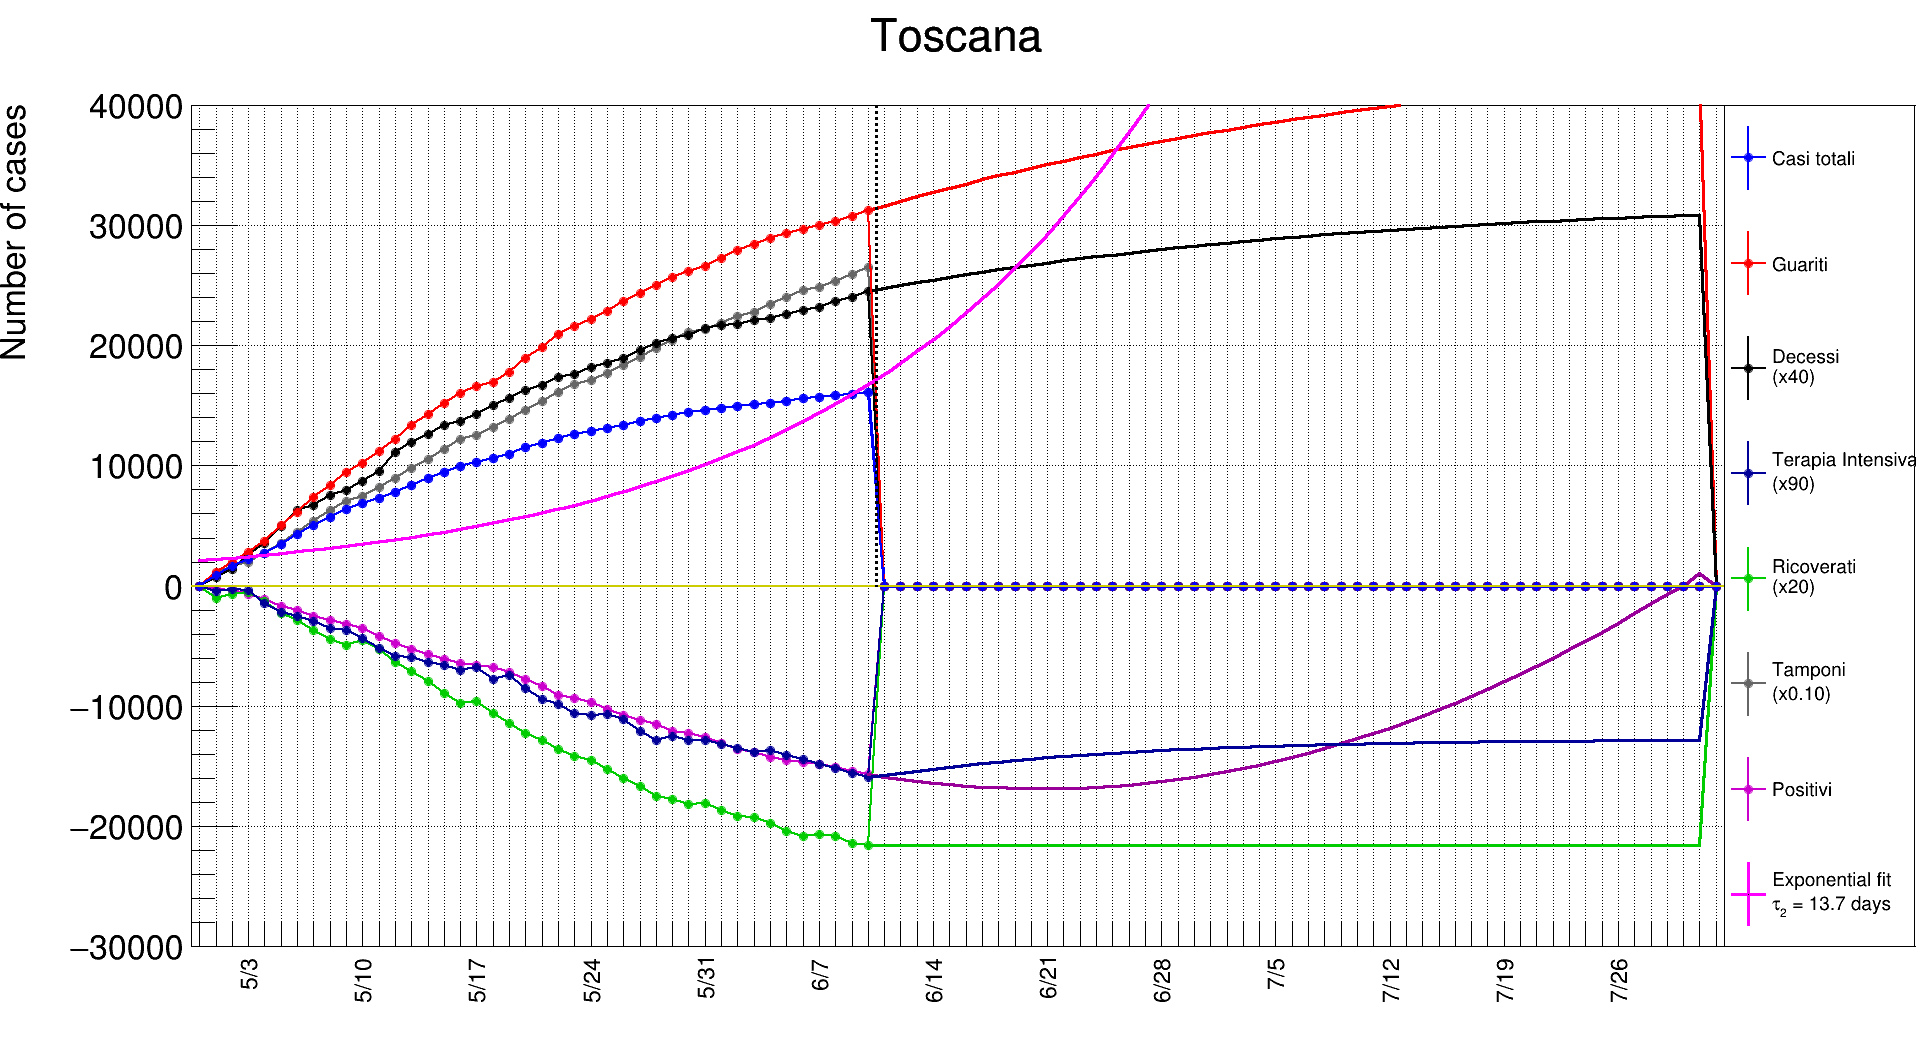 Toscana
Number of cases
40000
30000
20000
10000
0
−10000
−20000
−30000
5/3
5/10
5/17
5/24
5/31
6/7
6/14
6/21
6/28
7/5
7/12
7/19
7/26
Casi totali
Guariti
Decessi
(x40)
Terapia Intensiva
(x90)
Ricoverati
(x20)
Tamponi
(x0.10)
Positivi
Exponential fit
τ2 = 13.7 days